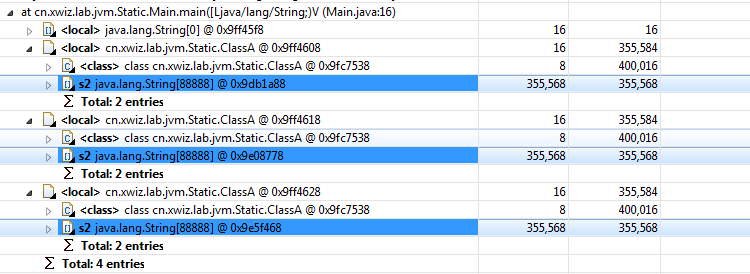 at cn.xwiz.lab.jvm.Static.Main.main([Ljava/lang/String;)V (Main.java:16)
<local> java.lang.String[0] @ 0x9ff45f8 16 16
<local> cn.xwiz.lab.jvm.Static.ClassA @ 0x9ff4608 16 355,584
<class> class cn.xwiz.lab.jvm.Static.ClassA @ 0x9fc7538 8 400,016
s2 java.lang.String[88888] @ 0x9db1a88 355,568 355,568
Σ Total: 2 entries
<local> cn.xwiz.lab.jvm.Static.ClassA @ 0x9ff4618 16 355,584
<class> class cn.xwiz.lab.jvm.Static.ClassA @ 0x9fc7538 8 400,016
s2 java.lang.String[88888] @ 0x9e08778 355,568 355,568
Σ Total: 2 entries
<local> cn.xwiz.lab.jvm.Static.ClassA @ 0x9ff4628 16 355,584
<class> class cn.xwiz.lab.jvm.Static.ClassA @ 0x9fc7538 8 400,016
s2 java.lang.String[88888] @ 0x9e5f468 355,568 355,568
Σ Total: 2 entries
Σ Total: 4 entries